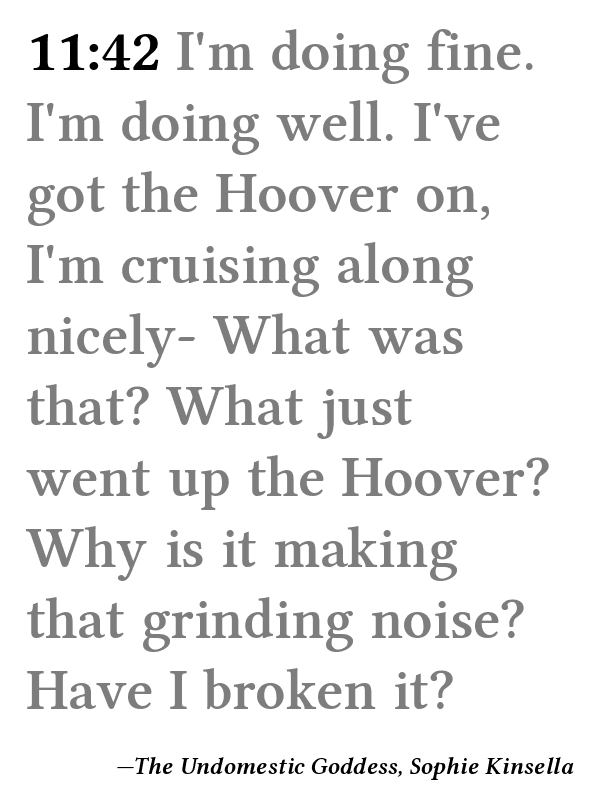 11:42 I'm doing fine.
I'm doing well. I've
got the Hoover on,
I'm cruising along
nicely- What was
that? What just
went up the Hoover?
Why is it making
that grinding noise?
Have I broken it?
—The Undomestic Goddess, Sophie Kinsella